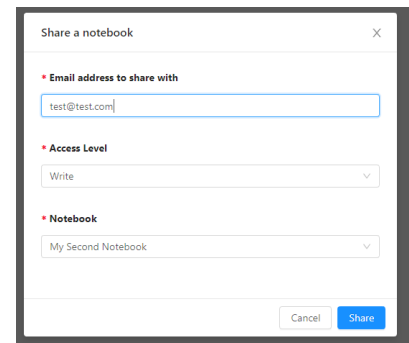 Share a notebook
* Email address to share with
test@test.com
* Access Level
Write
* Notebook
My Second Notebook
Cancel Share